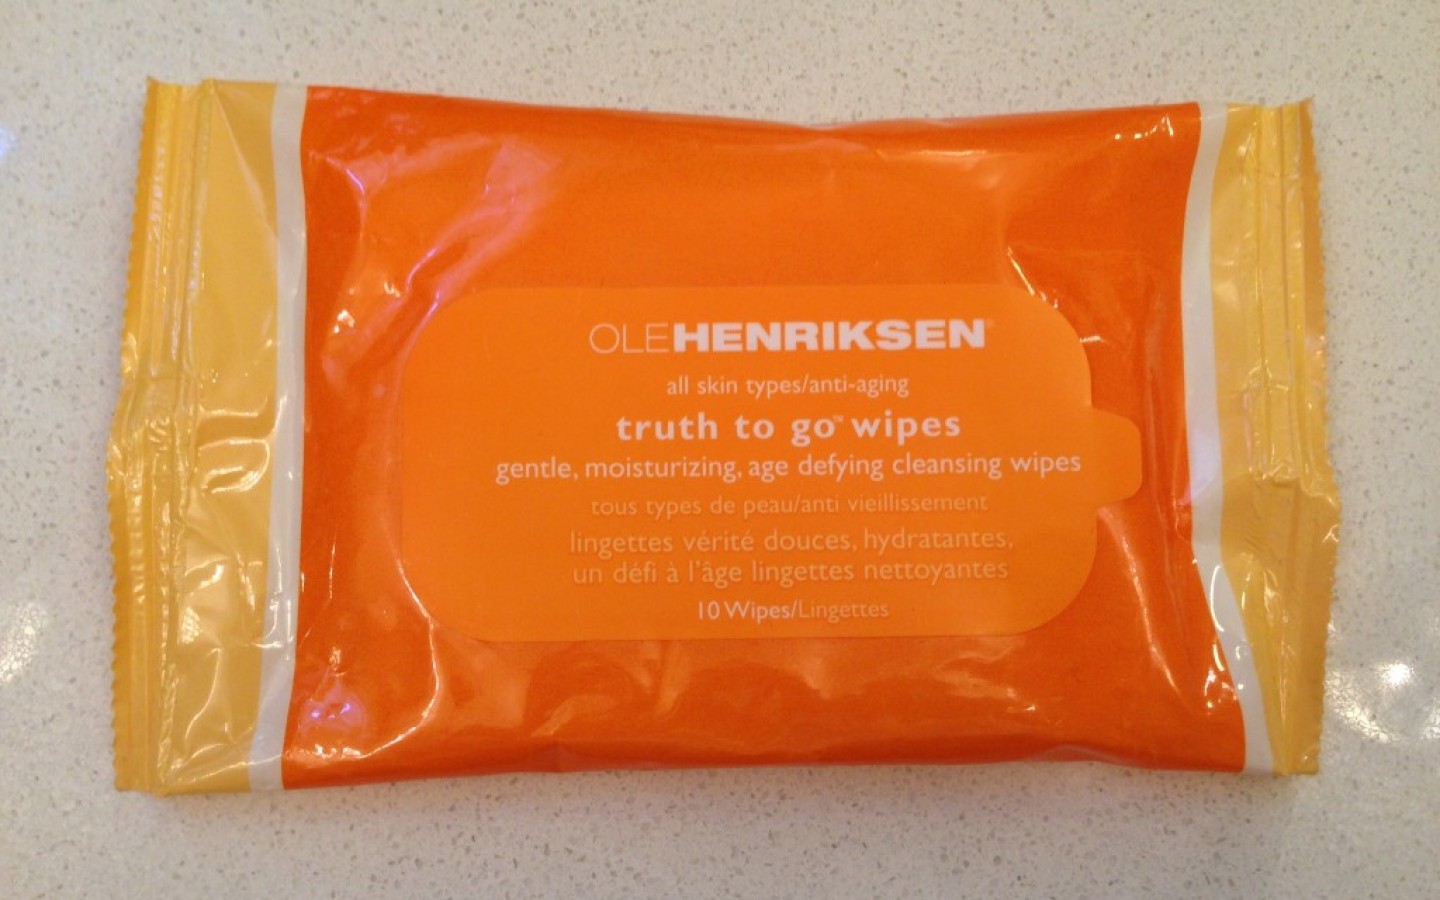 OLEHENRIKSEN®
all skin types/anti-aging
truth to go™ wipes
gentle, moisturizing, age defying cleansing wipes
tous types de peau/anti vieillissement
lingettes vérité douces, hydratantes,
un défi à l'âge lingettes nettoyantes
10 Wipes/Lingettes